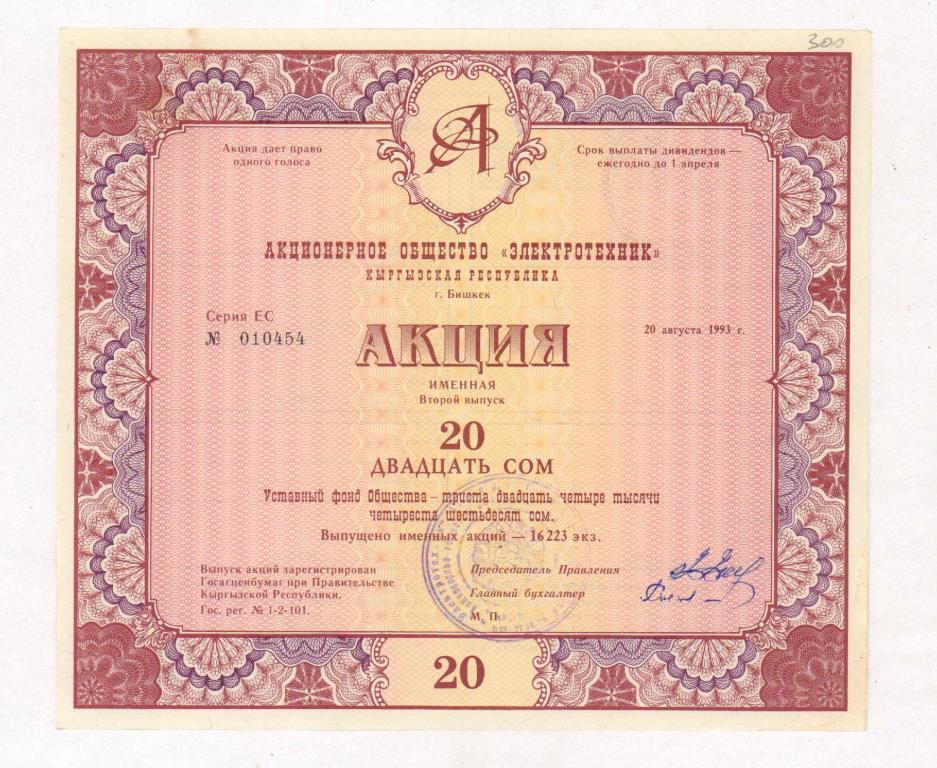 300
А
Акция дает право
одного голоса
Срок выплаты дивидендов —
ежегодно до 1 апреля
АКЦИОНЕРНОЕ ОБЩЕСТВО «ЭЛЕКТРОТЕХНИК»
КЫРГЫЗСКАЯ РЕСПУБЛИКА
г. Бишкек
Серия ЕС
№ 010454
АКЦИЯ
20 августа 1993 г.
ИМЕННАЯ
Второй выпуск
20
ДВАДЦАТЬ СОМ
Уставный фонд Общества – триста двадцать четыре тысячи
четыреста шестьдесят сом.
Выпущено именных акций — 16 223 экз.
Выпуск акций зарегистрирован
Госагценбумаг при Правительстве
Кыргызской Республики.
Гос. рег. № 1-2-101.
Председатель Правления
Главный бухгалтер
М. П.
20